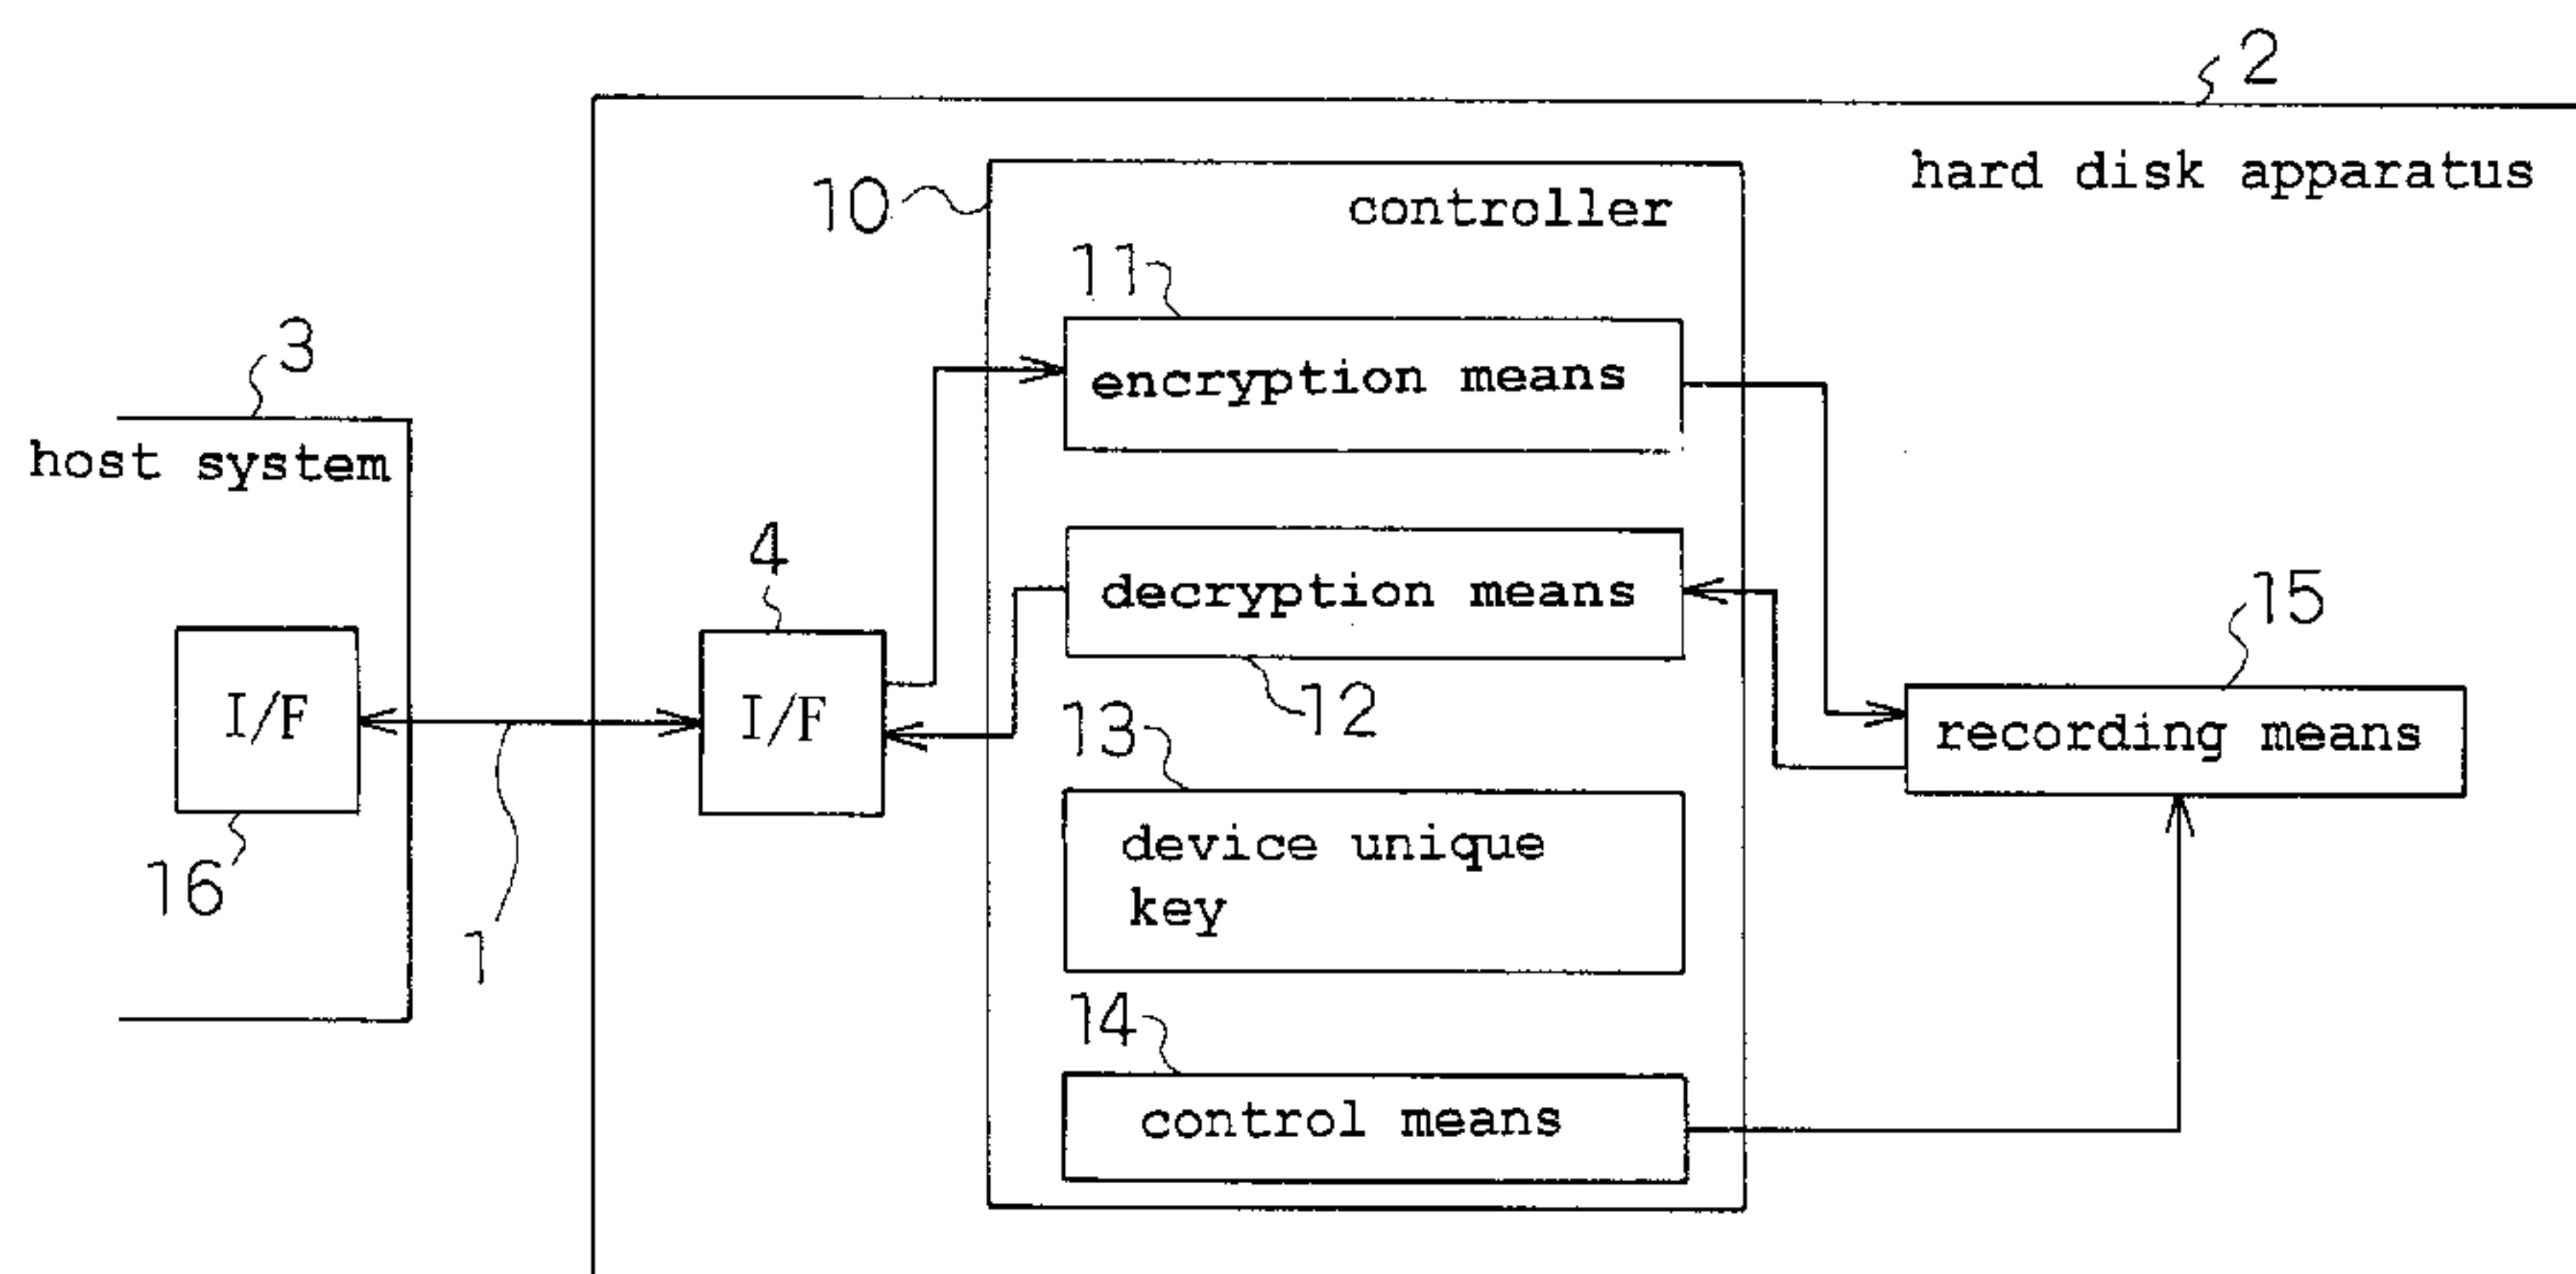 2
hard disk apparatus
10
controller
11
encryption means
3
host system
4
decryption means
12
15
I/F
I/F
13
recording means
16
device unique
key
1
14
control means